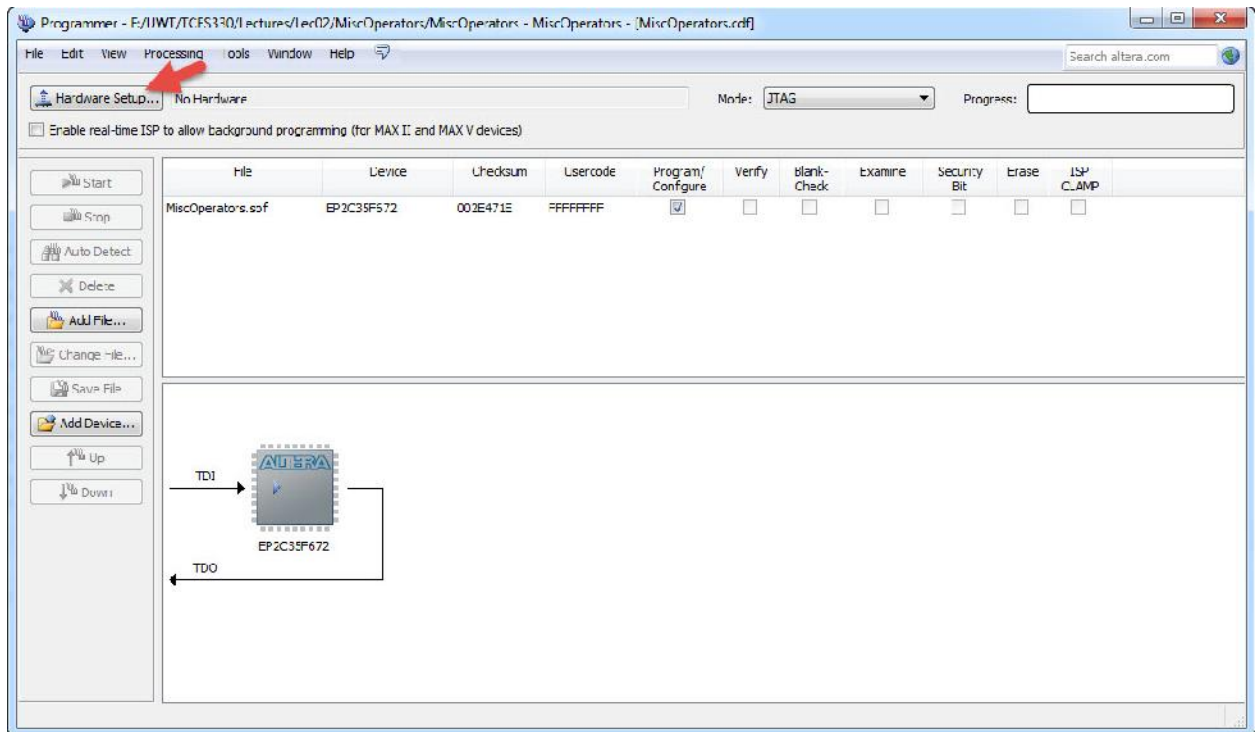 Programmer - E:/UWT/TCES330/Lectures/Lec02/MiscOperators/MiscOperators - MiscOperators - [MiscOperators.cdf]
File Edit View Processing Tools Window Help
Search altera.com
Hardware Setup... No Hardware Mode: JTAG Progress:
Enable real-time ISP to allow background programming (for MAX II and MAX V devices)
File Device Checksum Usercode Program/ Verify Blank- Examine Security Erase ISP
Configure Check Bit CLAMP
MiscOperators.sof EP2C35F672 002E471E FFFFFFFF
Start
Stop
Auto Detect
Delete
Add File...
Change File...
Save File
Add Device...
Up
Down
ALTERA
TDI
EP2C35F672
TDO